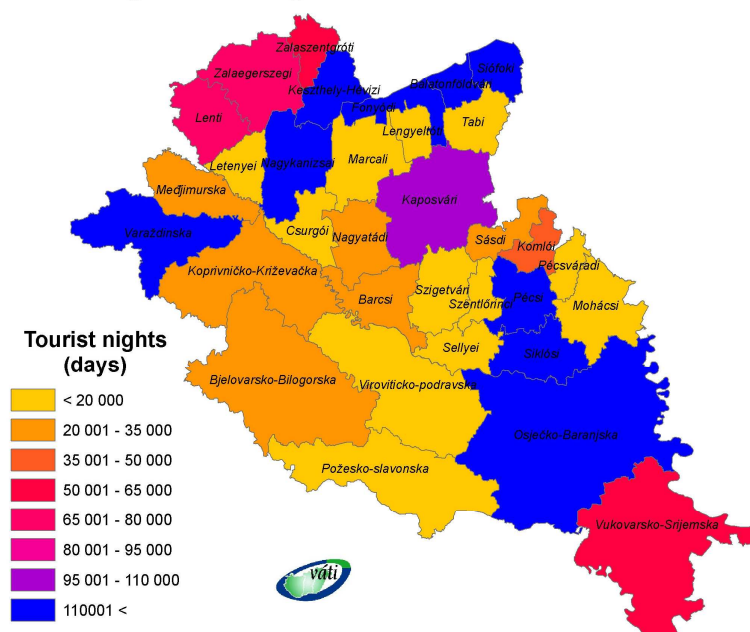 Zalaszentgróti
Zalaegerszegi
Keszthely-Hévizi
Balatonföldvári
Siófoki
Fonyódi
Lenti
Lengyeltóti
Tabi
Marcali
Letenyei
Nagykanizsai
Međjimurska
Kaposvári
Varaždinska
Csurgói
Nagyatádi
Sásdi
Komlói
Pécsváradi
Koprivničko-Križevačka
Barcsi
Szigetvári
Szentlőrinci
Pécsi
Mohácsi
Sellyei
Siklósi
Bjelovarsko-Bilogorska
Viroviticko-podravska
Osječko-Baranjska
Požesko-slavonska
Vukovarsko-Srijemska
Tourist nights
(days)
< 20 000
20 001 - 35 000
35 001 - 50 000
50 001 - 65 000
65 001 - 80 000
80 001 - 95 000
95 001 - 110 000
110001 <
váti